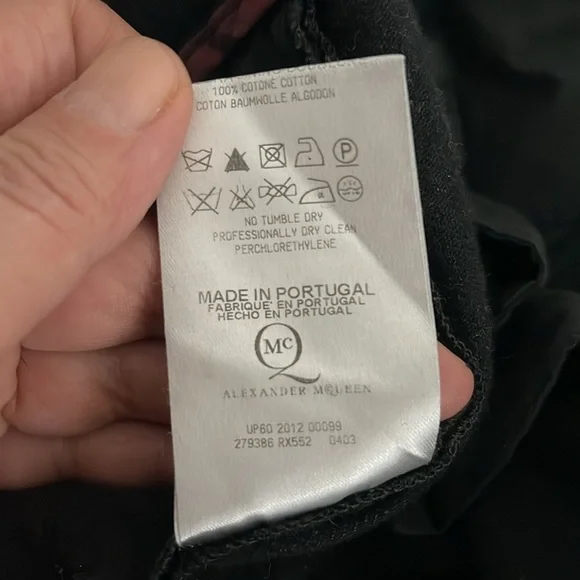 100% COTONE COTTON
COTON BAUMWOLLE ALGODON
P
NO TUMBLE DRY
PROFESSIONALLY DRY CLEAN
PERCHLORETHYLENE
MADE IN PORTUGAL
FABRIQUE' EN PORTUGAL
HECHO EN PORTUGAL
McQ
ALEXANDER McQUEEN
UP60 2012 00099
279386 RX552 0403